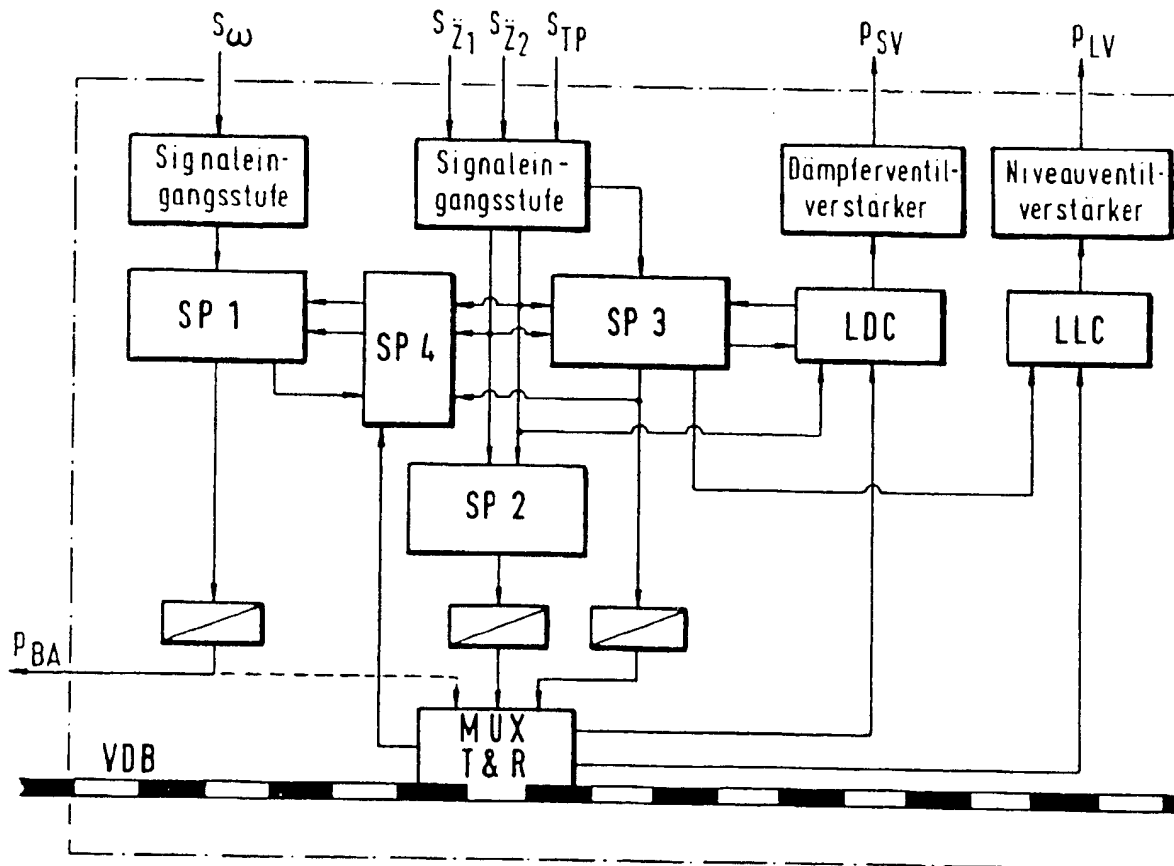 Sω
SZ̈1
SZ̈2
STP
PSV
PLV
Signalein-
gangsstufe
Signalein-
gangsstufe
Dämpferventil-
verstärker
Niveauventil-
verstärker
SP 1
SP 4
SP 3
LDC
LLC
SP 2
PBA
MUX
T & R
VDB